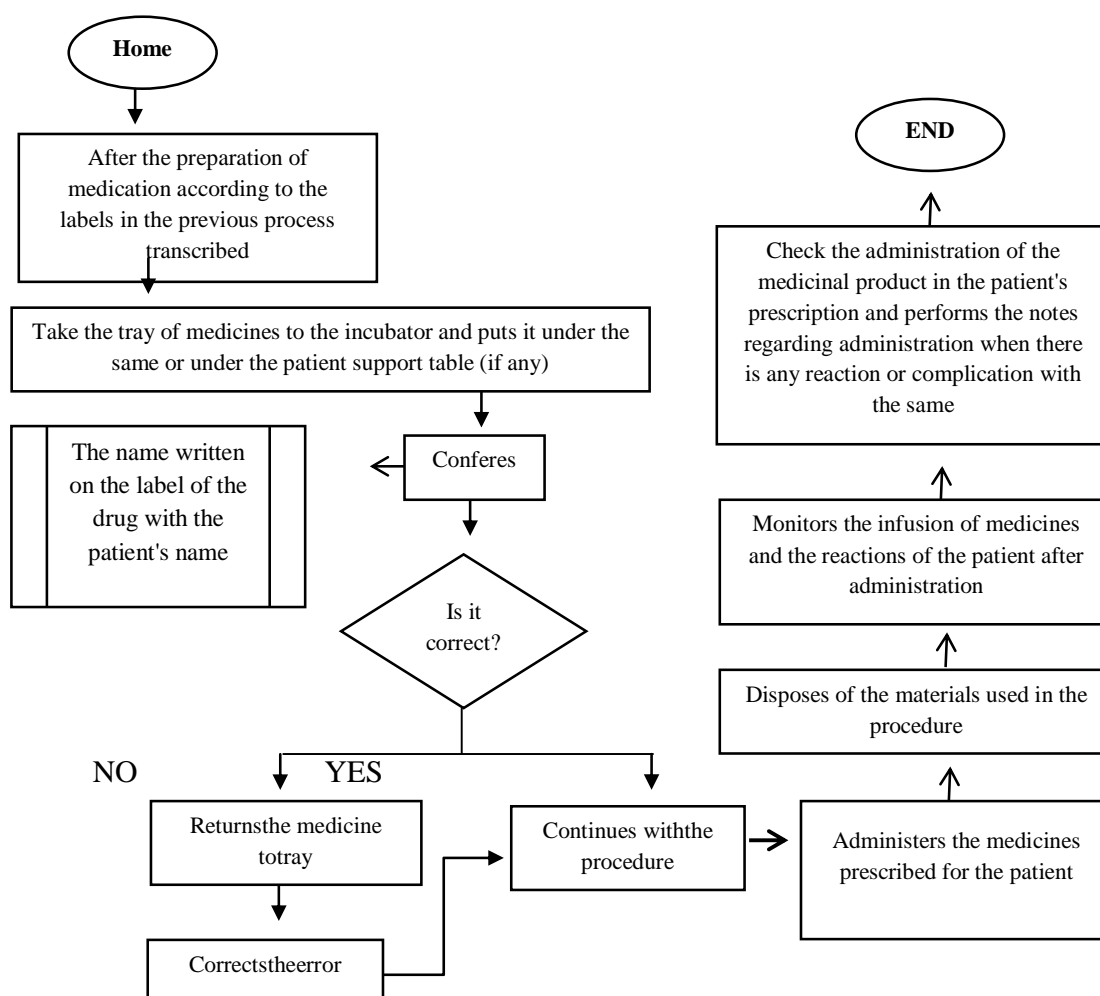 Home
After the preparation of
medication according to the
labels in the previous process
transcribed
Take the tray of medicines to the incubator and puts it under the
same or under the patient support table (if any)
Conferes
The name written
on the label of the
drug with the
patient's name
Is it
correct?
NO
YES
Returnsthe medicine
totray
Correctstheerror
Continues withthe
procedure
Administers the medicines
prescribed for the patient
Disposes of the materials used in the
procedure
Monitors the infusion of medicines
and the reactions of the patient after
administration
Check the administration of the
medicinal product in the patient's
prescription and performs the notes
regarding administration when there
is any reaction or complication with
the same
END